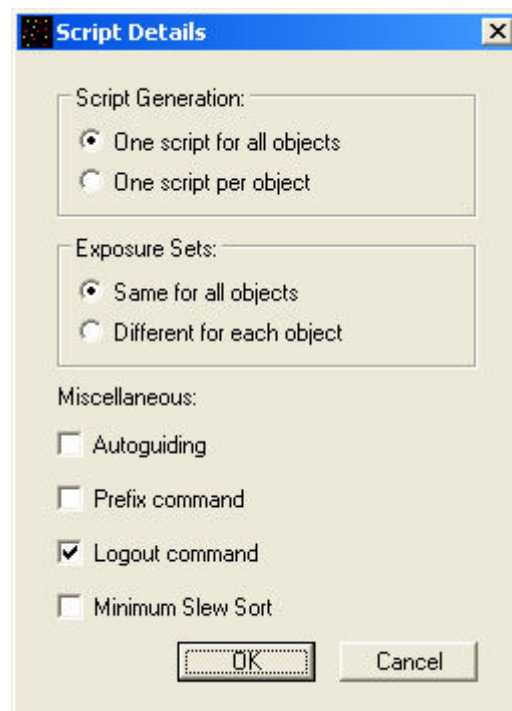 Script Details
Script Generation:
One script for all objects
One script per object
Exposure Sets:
Same for all objects
Different for each object
Miscellaneous:
Autoguiding
Prefix command
Logout command
Minimum Slew Sort
OK Cancel